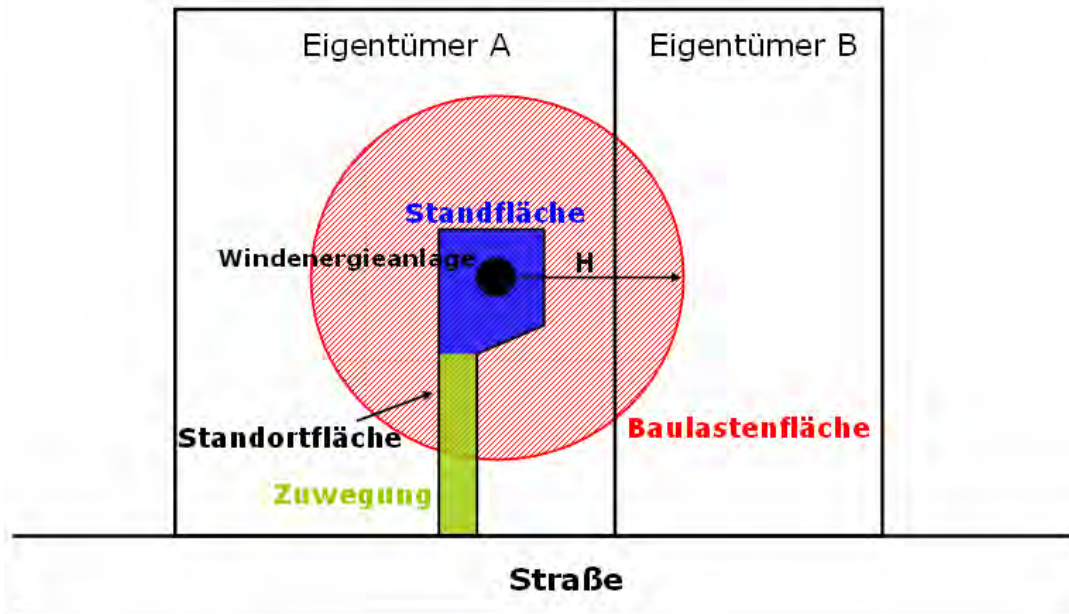 Eigentümer A
Eigentümer B
Standfläche
Windenergieanlage
H
Standortfläche
Baulastenfläche
Zuwegung
Straße